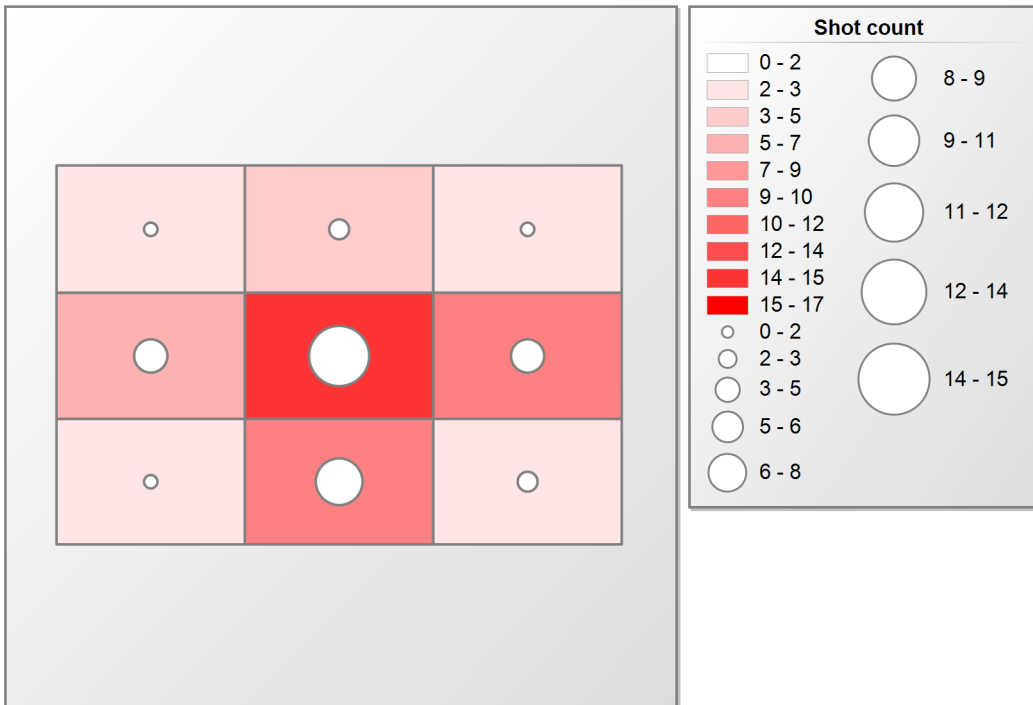 Shot count
0 - 2
2 - 3
3 - 5
5 - 7
7 - 9
9 - 10
10 - 12
12 - 14
14 - 15
15 - 17
0 - 2
2 - 3
3 - 5
5 - 6
6 - 8
8 - 9
9 - 11
11 - 12
12 - 14
14 - 15